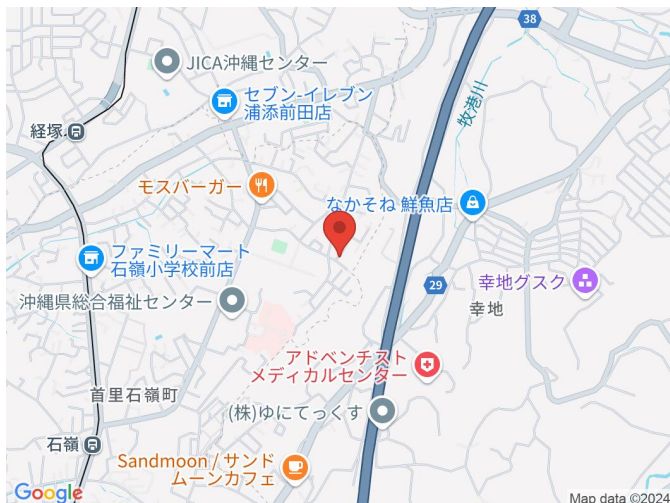 38
JICA沖縄センター
セブン-イレブン
浦添前田店
牧港川
経塚
モスバーガー
なかそね 鮮魚店
ファミリーマート
石嶺小学校前店
29
幸地グスク
沖縄県総合福祉センター
幸地
アドベンチスト
メディカルセンター
首里石嶺町
(株)ゆにてっくす
石嶺
Sandmoon / サンド
ムーンカフェ
Google
Map data ©2024